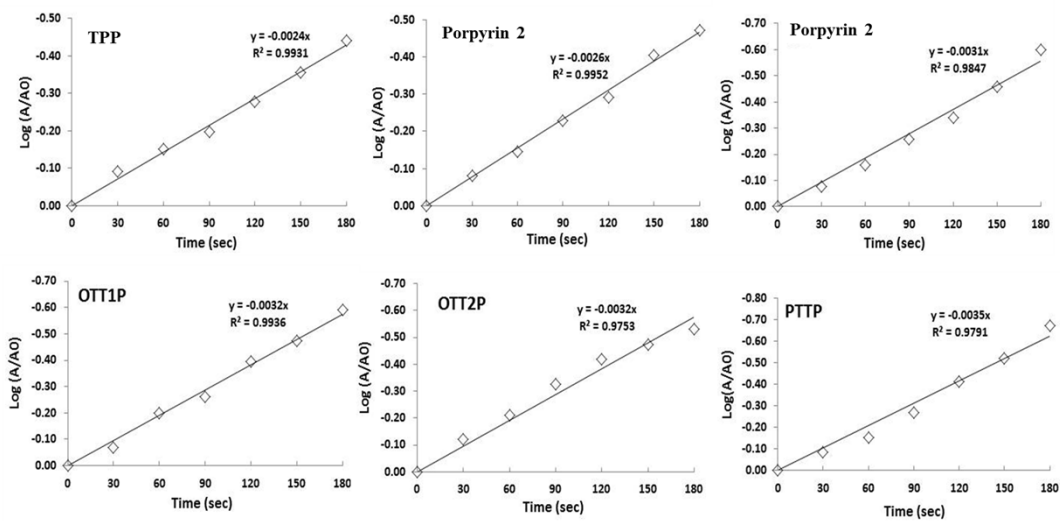 TPP
y = -0.0024x
R² = 0.9931
-0.50
-0.40
-0.30
-0.20
-0.10
0.00
Log (A/A0)
0 30 60 90 120 150 180
Time (sec)
Porpyrin 2
y = -0.0026x
R² = 0.9952
-0.50
-0.40
-0.30
-0.20
-0.10
0.00
Log (A/A0)
0 30 60 90 120 150 180
Time (sec)
Porpyrin 2
y = -0.0031x
R² = 0.9847
-0.70
-0.60
-0.50
-0.40
-0.30
-0.20
-0.10
0.00
Log (A/A0)
0 30 60 90 120 150 180
Time (sec)
OTT1P
y = -0.0032x
R² = 0.9936
-0.70
-0.60
-0.50
-0.40
-0.30
-0.20
-0.10
0.00
Log (A/A0)
0 30 60 90 120 150 180
Time (sec)
OTT2P
y = -0.0032x
R² = 0.9753
-0.70
-0.60
-0.50
-0.40
-0.30
-0.20
-0.10
0.00
Log (A/A0)
0 30 60 90 120 150 180
Time (sec)
PTTP
y = -0.0035x
R² = 0.9791
-0.80
-0.70
-0.60
-0.50
-0.40
-0.30
-0.20
-0.10
0.00
Log(A/A0)
0 30 60 90 120 150 180
Time (sec)